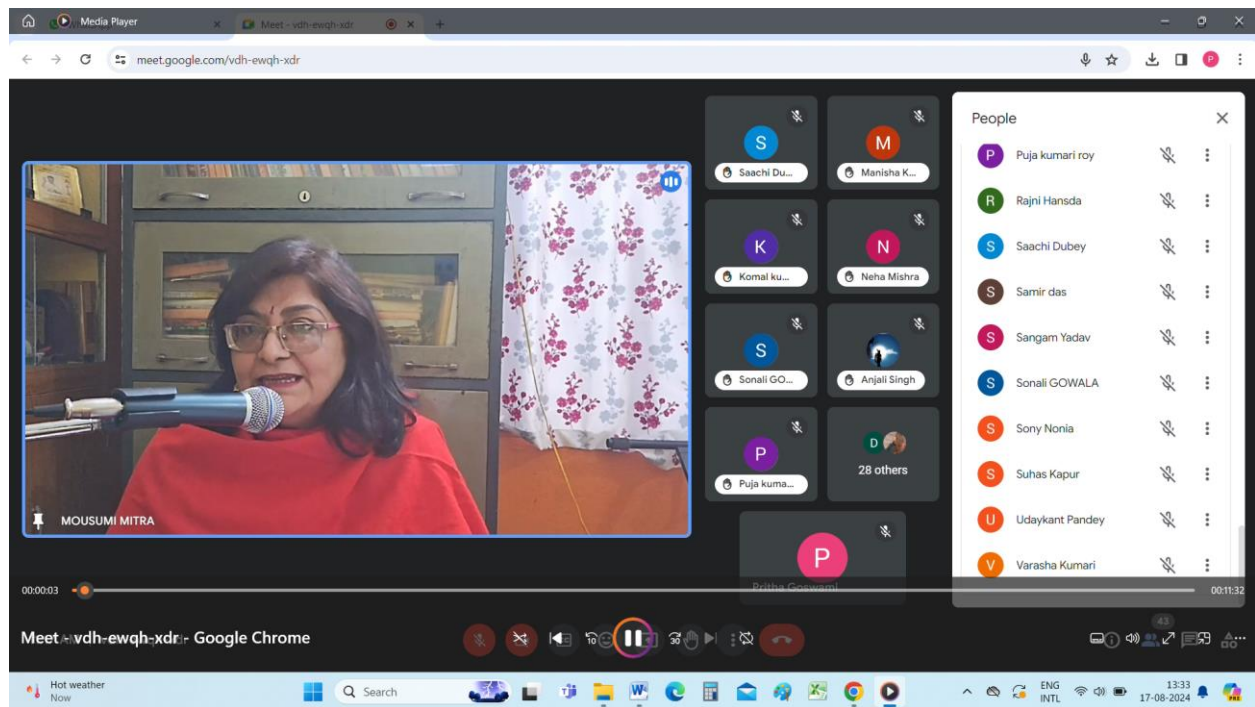 Media Player
Meet - vdh-ewqh-xdr
meet.google.com/vdh-ewqh-xdr
P
MOUSUMI MITRA
S
Saachi Du...
M
Manisha K...
K
Komal ku...
N
Neha Mishra
S
Sonali GO...
Anjali Singh
P
Puja kuma...
D
28 others
P
Pritha Goswami
People
P Puja kumari roy
R Rajni Hansda
S Saachi Dubey
S Samir das
S Sangam Yadav
S Sonali GOWALA
S Sony Nonia
S Suhas Kapur
U Udaykant Pandey
V Varasha Kumari
00:00:03
00:11:32
Meet - vdh-ewqh-xdr - Google Chrome
10
30
43
Hot weather
Now
Search
ENG
INTL
13:33
17-08-2024